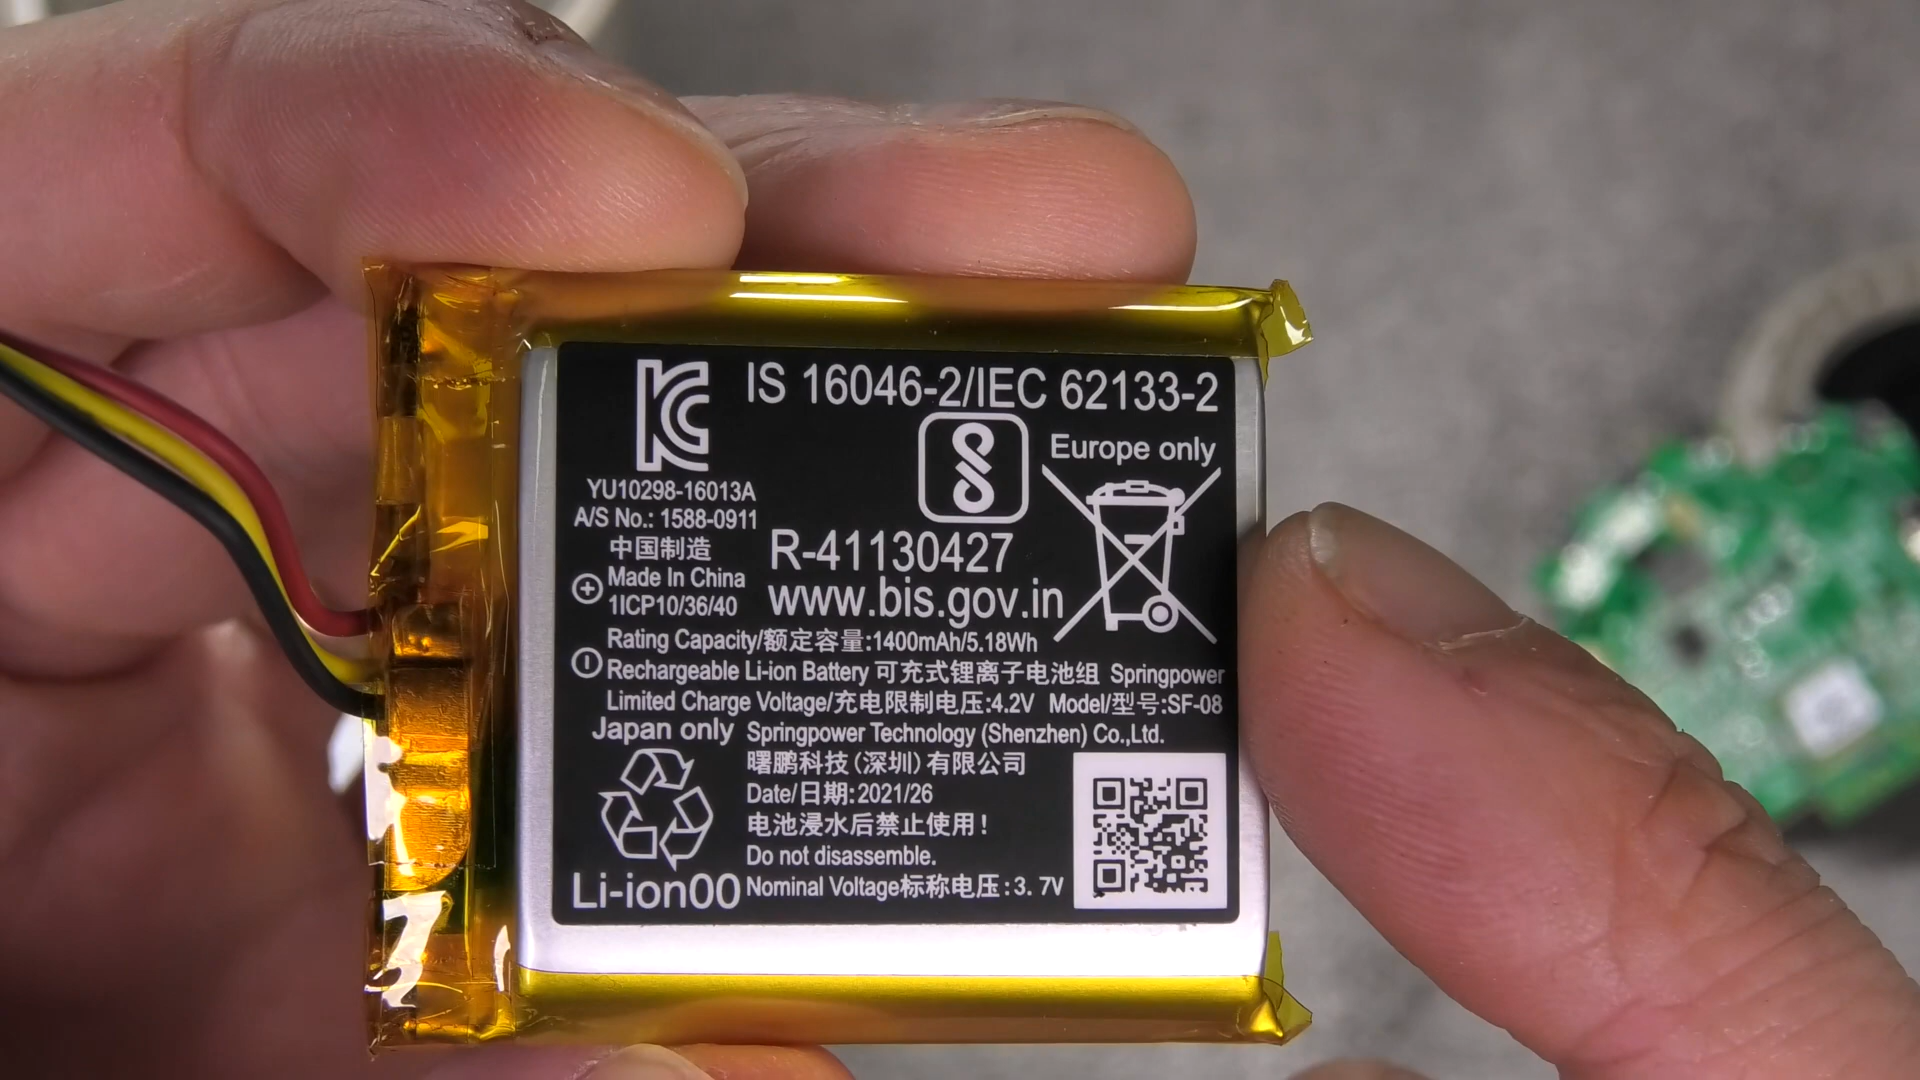 IS 16046-2/IEC 62133-2
Europe only
YU10298-16013A
A/S No.: 1588-0911
中国制造
Made In China
1ICP10/36/40
R-41130427
www.bis.gov.in
Rating Capacity/额定容量:1400mAh/5.18Wh
Rechargeable Li-ion Battery 可充式锂离子电池组 Springpower
Limited Charge Voltage/充电限制电压:4.2V Model/型号:SF-08
Japan only
Springpower Technology (Shenzhen) Co.,Ltd.
曙鹏科技(深圳)有限公司
Date/日期:2021/26
电池浸水后禁止使用!
Do not disassemble.
Li-ion00
Nominal Voltage标称电压:3.7V